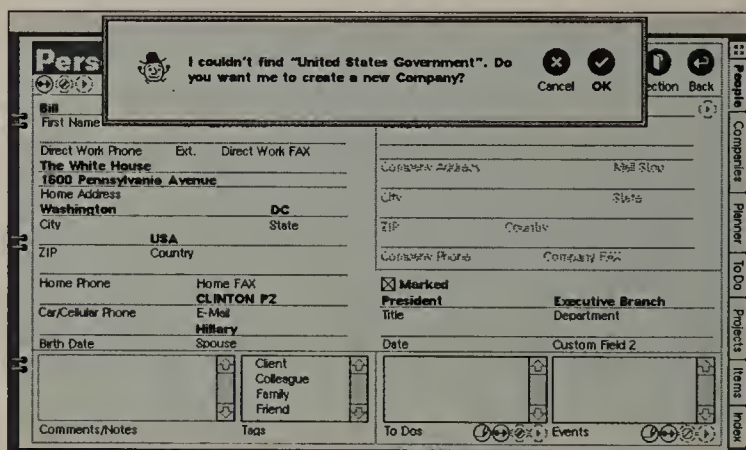 Pers
I couldn't find "United States Government". Do
you want me to create a new Company?
Cancel OK
ection Back
Bill
First Name
Direct Work Phone Ext. Direct Work FAX
The White House
1600 Pennsylvania Avenue
Home Address
Washington DC
City State
USA
ZIP Country
Home Phone Home FAX
CLINTON PZ
Car/Cellular Phone E-Mail
Hillary
Birth Date Spouse
Comments/Notes
Client
Colleague
Family
Friend
Tags
Company Address Mail Stop
City State
ZIP Country
Company Phone Company FAX
Marked
President Executive Branch
Title Department
Date Custom Field 2
To Dos Events
People
Companies
Planner
To Do
Projects
Items
Index